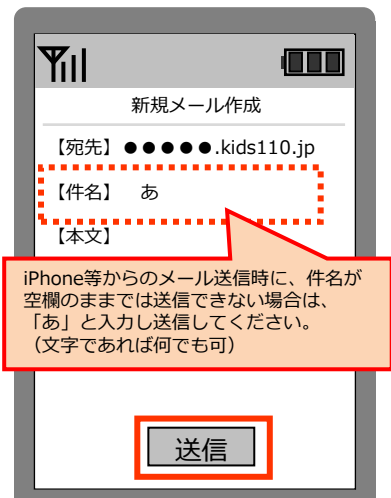 新規メール作成
【宛先】●●●●●.kids110.jp
【件名】　あ
【本文】
iPhone等からのメール送信時に、件名が
空欄のままでは送信できない場合は、
「あ」と入力し送信してください。
（文字であれば何でも可）
送信